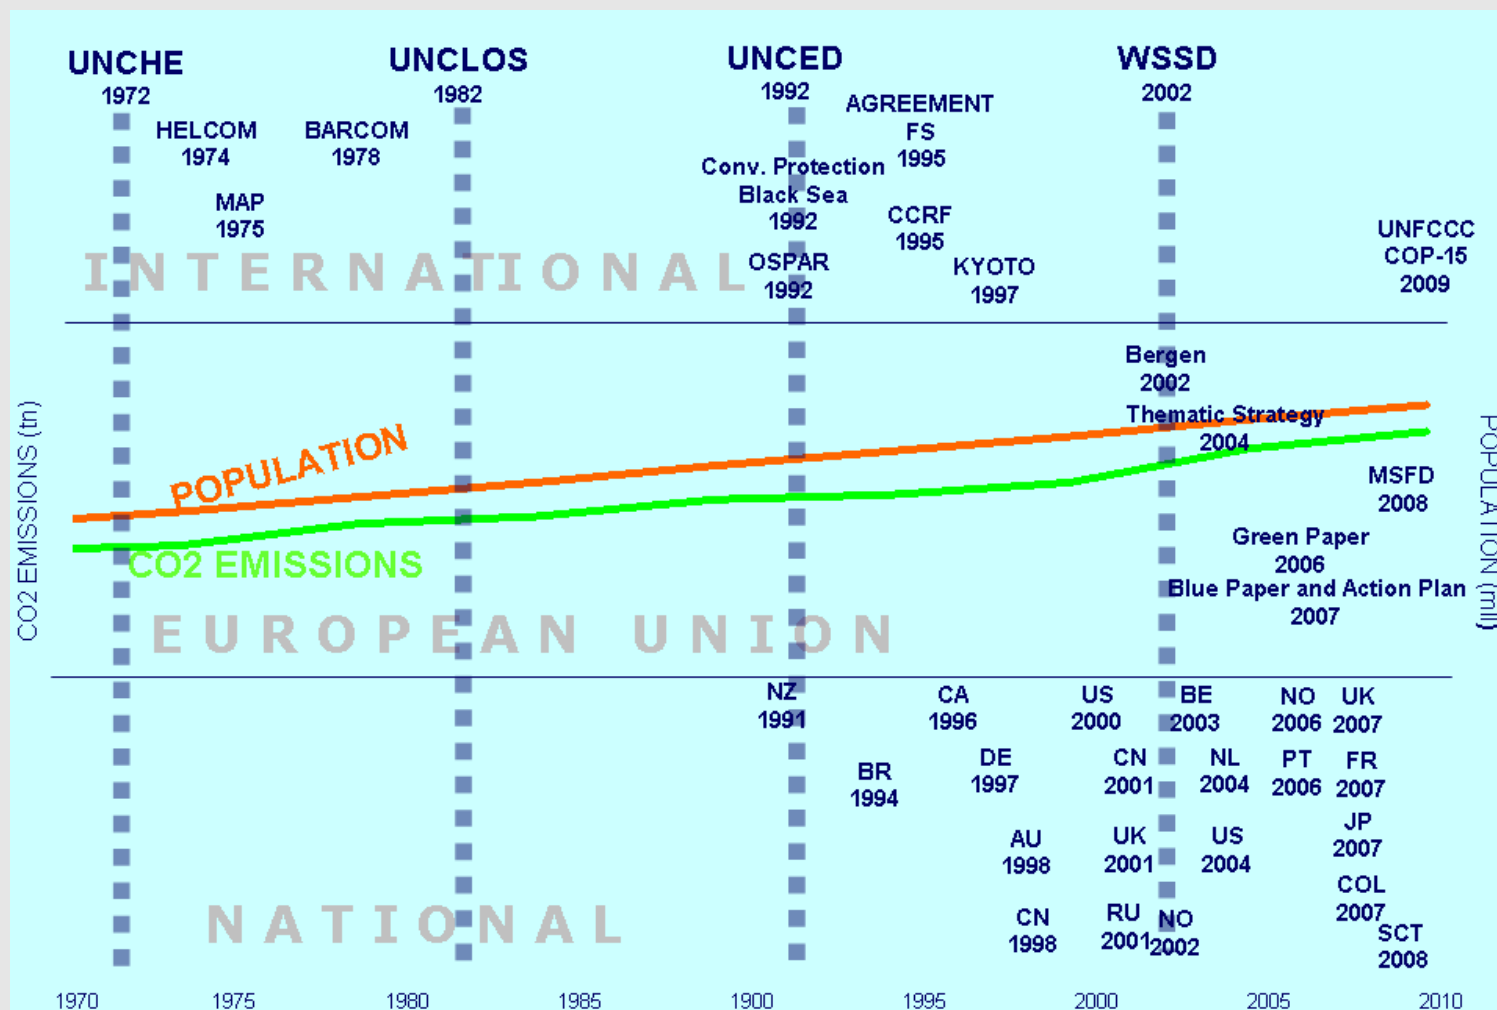 UNCHE
1972
UNCLOS
1982
UNCED
1992
WSSD
2002
HELCOM
1974
BARCOM
1978
MAP
1975
AGREEMENT
FS
1995
Conv. Protection
Black Sea
1992
CCRF
1995
OSPAR
1992
KYOTO
1997
UNFCCC
COP-15
2009
INTERNATIONAL
Bergen
2002
Thematic Strategy
2004
POPULATION
CO2 EMISSIONS
MSFD
2008
Green Paper
2006
Blue Paper and Action Plan
2007
CO2 EMISSIONS (tn)
POPULATION (mill)
EUROPEAN UNION
NZ
1991
CA
1996
US
2000
BE
2003
NO
2006
UK
2007
BR
1994
DE
1997
CN
2001
NL
2004
PT
2006
FR
2007
AU
1998
UK
2001
US
2004
JP
2007
CN
1998
RU
2001
NO
2002
COL
2007
SCT
2008
NATIONAL
1970 1975 1980 1985 1900 1995 2000 2005 2010